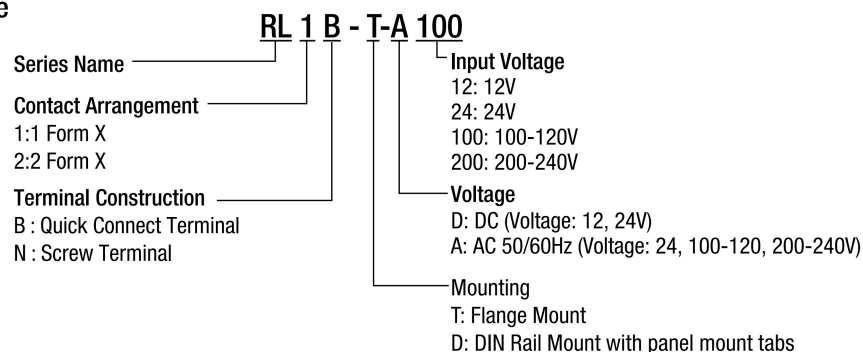 e
RL 1 B - T-A 100
Series Name
Contact Arrangement
1:1 Form X
2:2 Form X
Terminal Construction
B : Quick Connect Terminal
N : Screw Terminal
Input Voltage
12: 12V
24: 24V
100: 100-120V
200: 200-240V
Voltage
D: DC (Voltage: 12, 24V)
A: AC 50/60Hz (Voltage: 24, 100-120, 200-240V)
Mounting
T: Flange Mount
D: DIN Rail Mount with panel mount tabs